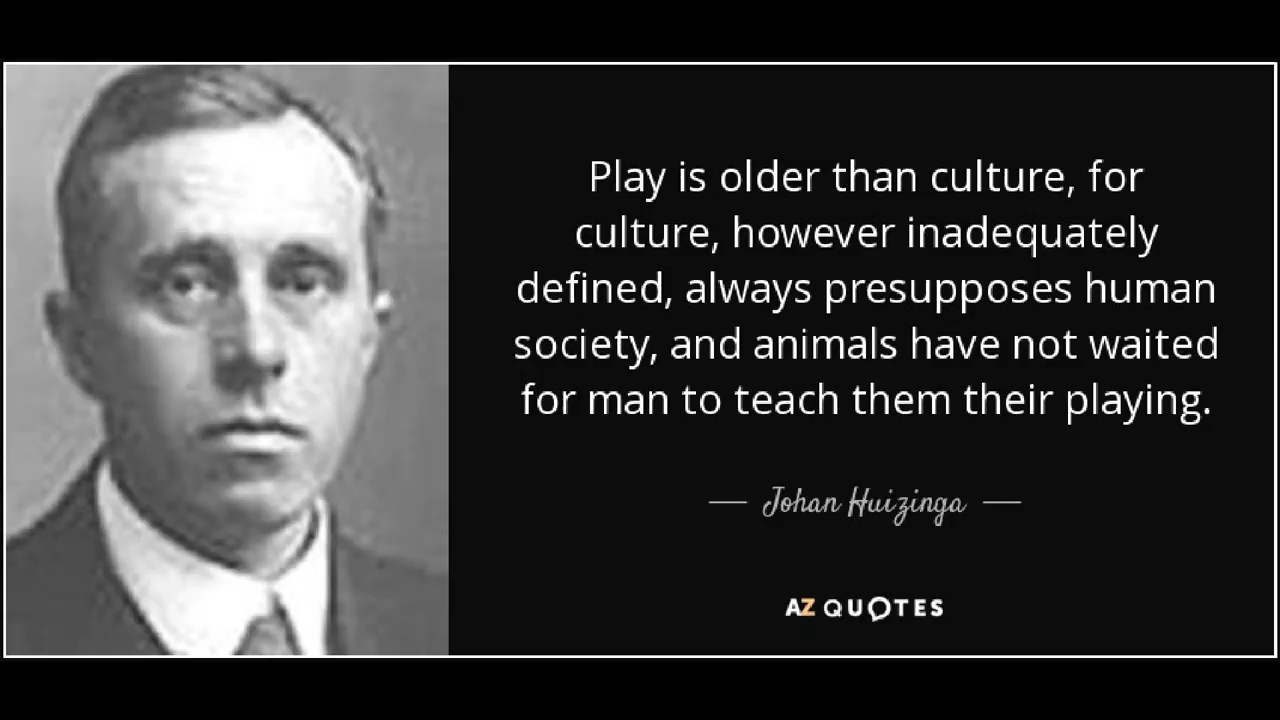 Play is older than culture, for
culture, however inadequately
defined, always presupposes human
society, and animals have not waited
for man to teach them their playing.
Johan Huizinga
AZ QUOTES